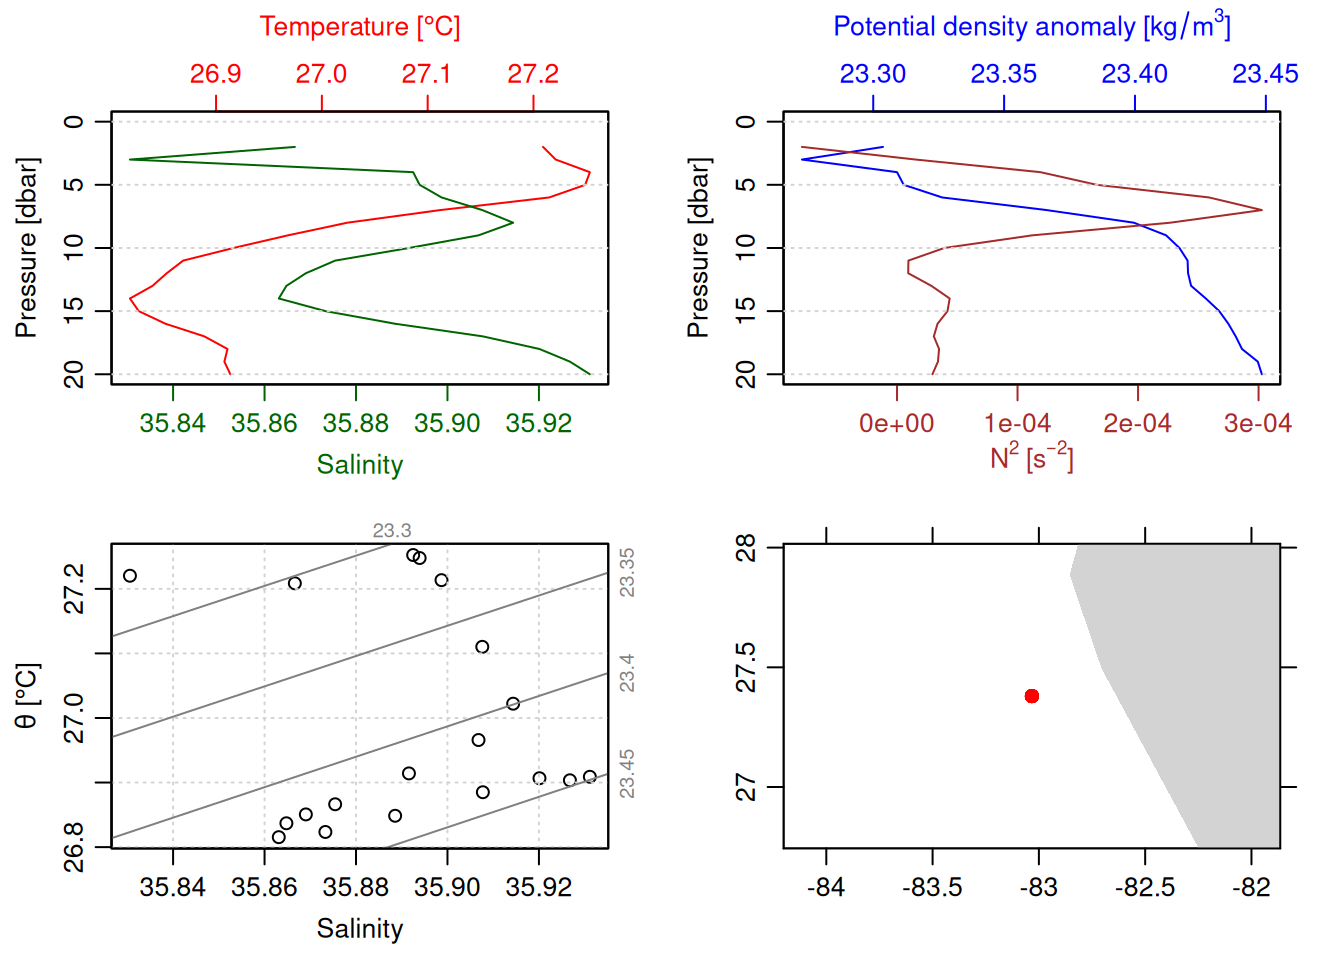 Temperature [°C]
26.9 27.0 27.1 27.2
Pressure [dbar]
0
5
10
15
20
35.84 35.86 35.88 35.90 35.92
Salinity
Potential density anomaly [kg/m³]
23.30 23.35 23.40 23.45
Pressure [dbar]
0
5
10
15
20
0e+00 1e-04 2e-04 3e-04
N² [s⁻²]
23.3
23.35
23.4
23.45
θ [°C]
27.2
27.0
26.8
35.84 35.86 35.88 35.90 35.92
Salinity
28
27.5
27
-84 -83.5 -83 -82.5 -82